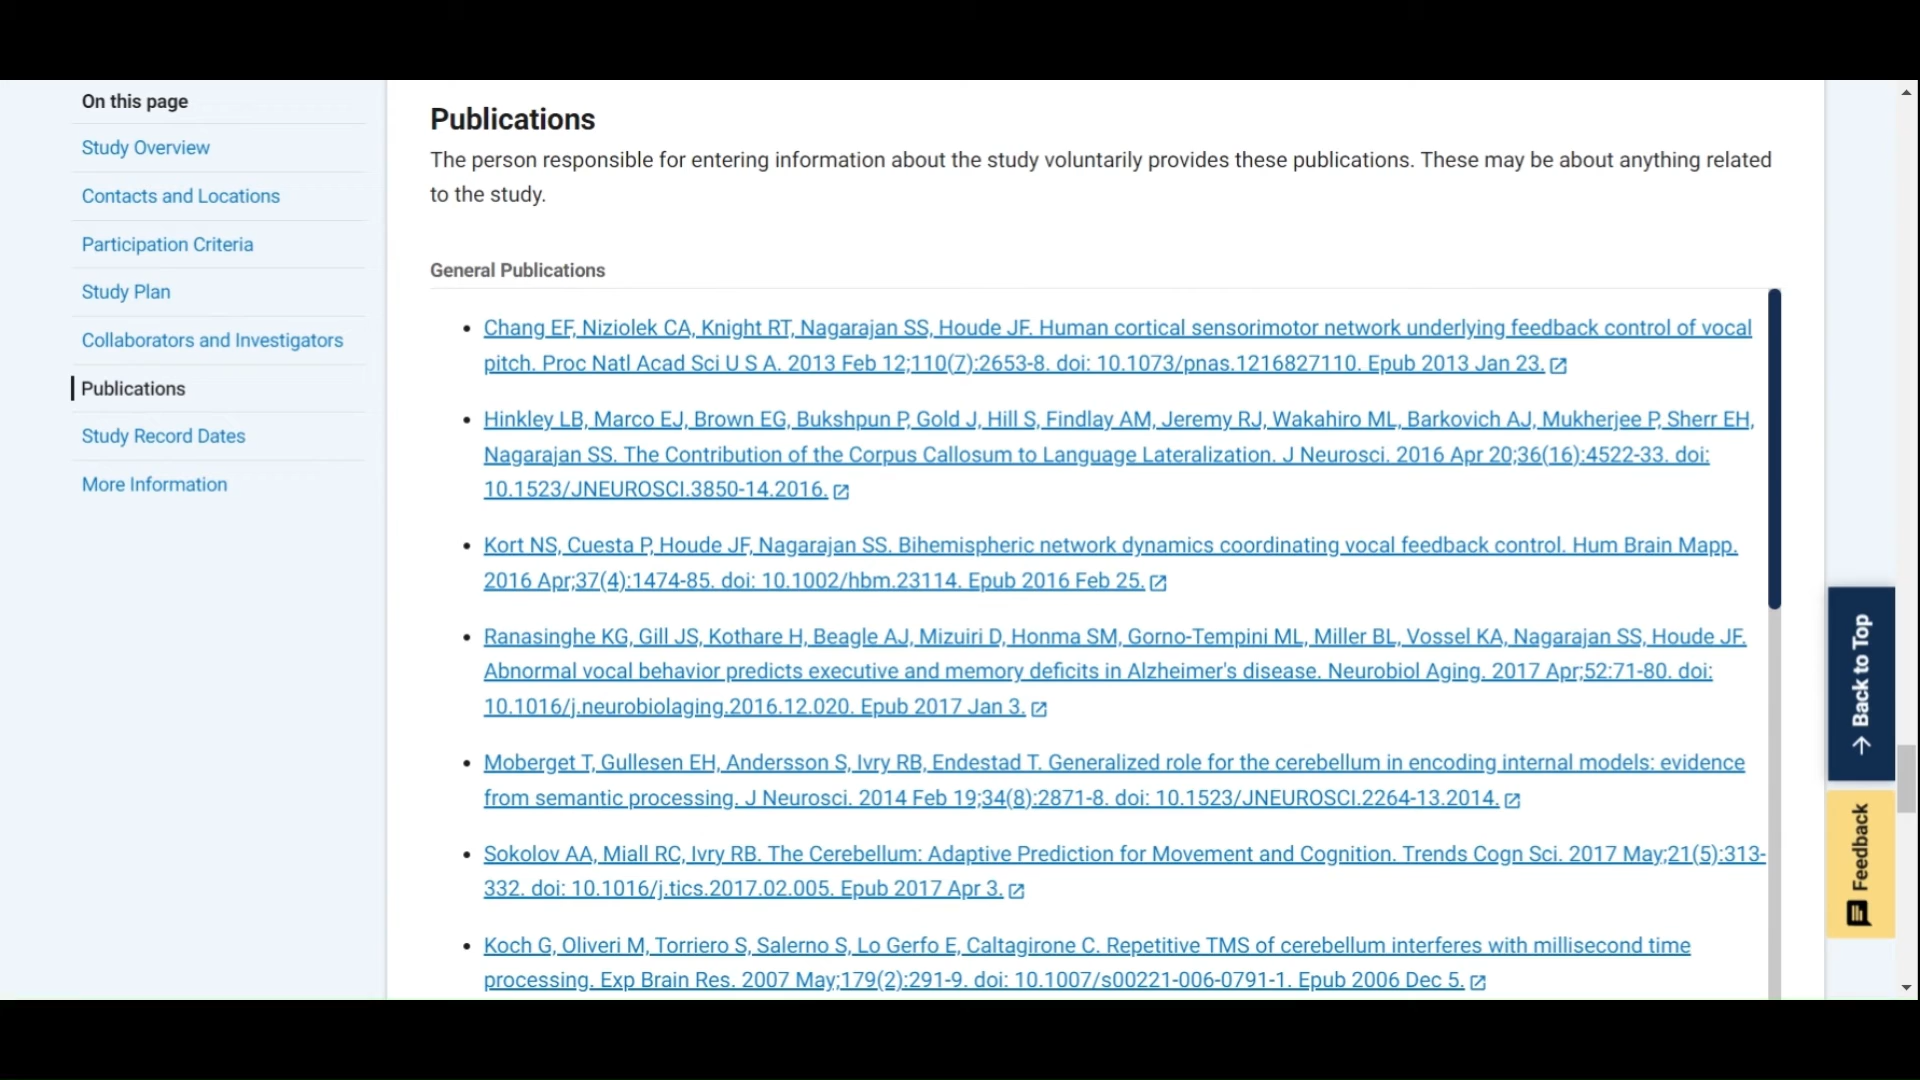 On this page
Study Overview
Contacts and Locations
Participation Criteria
Study Plan
Collaborators and Investigators
Publications
Study Record Dates
More Information
Publications
The person responsible for entering information about the study voluntarily provides these publications. These may be about anything related
to the study.
General Publications
Chang EF, Niziolek CA, Knight RT, Nagarajan SS, Houde JF. Human cortical sensorimotor network underlying feedback control of vocal
pitch. Proc Natl Acad Sci U S A. 2013 Feb 12;110(7):2653-8. doi: 10.1073/pnas.1216827110. Epub 2013 Jan 23.
Hinkley LB, Marco EJ, Brown EG, Bukshpun P, Gold J, Hill S, Findlay AM, Jeremy RJ, Wakahiro ML, Barkovich AJ, Mukherjee P, Sherr EH,
Nagarajan SS. The Contribution of the Corpus Callosum to Language Lateralization. J Neurosci. 2016 Apr 20;36(16):4522-33. doi:
10.1523/JNEUROSCI.3850-14.2016.
Kort NS, Cuesta P, Houde JF, Nagarajan SS. Bihemispheric network dynamics coordinating vocal feedback control. Hum Brain Mapp.
2016 Apr;37(4):1474-85. doi: 10.1002/hbm.23114. Epub 2016 Feb 25.
Ranasinghe KG, Gill JS, Kothare H, Beagle AJ, Mizuiri D, Honma SM, Gorno-Tempini ML, Miller BL, Vossel KA, Nagarajan SS, Houde JF.
Abnormal vocal behavior predicts executive and memory deficits in Alzheimer's disease. Neurobiol Aging. 2017 Apr;52:71-80. doi:
10.1016/j.neurobiolaging.2016.12.020. Epub 2017 Jan 3.
Moberget T, Gullesen EH, Andersson S, Ivry RB, Endestad T. Generalized role for the cerebellum in encoding internal models: evidence
from semantic processing. J Neurosci. 2014 Feb 19;34(8):2871-8. doi: 10.1523/JNEUROSCI.2264-13.2014.
Sokolov AA, Miall RC, Ivry RB. The Cerebellum: Adaptive Prediction for Movement and Cognition. Trends Cogn Sci. 2017 May;21(5):313-
332. doi: 10.1016/j.tics.2017.02.005. Epub 2017 Apr 3.
Koch G, Oliveri M, Torriero S, Salerno S, Lo Gerfo E, Caltagirone C. Repetitive TMS of cerebellum interferes with millisecond time
processing. Exp Brain Res. 2007 May;179(2):291-9. doi: 10.1007/s00221-006-0791-1. Epub 2006 Dec 5.
Back to Top
Feedback